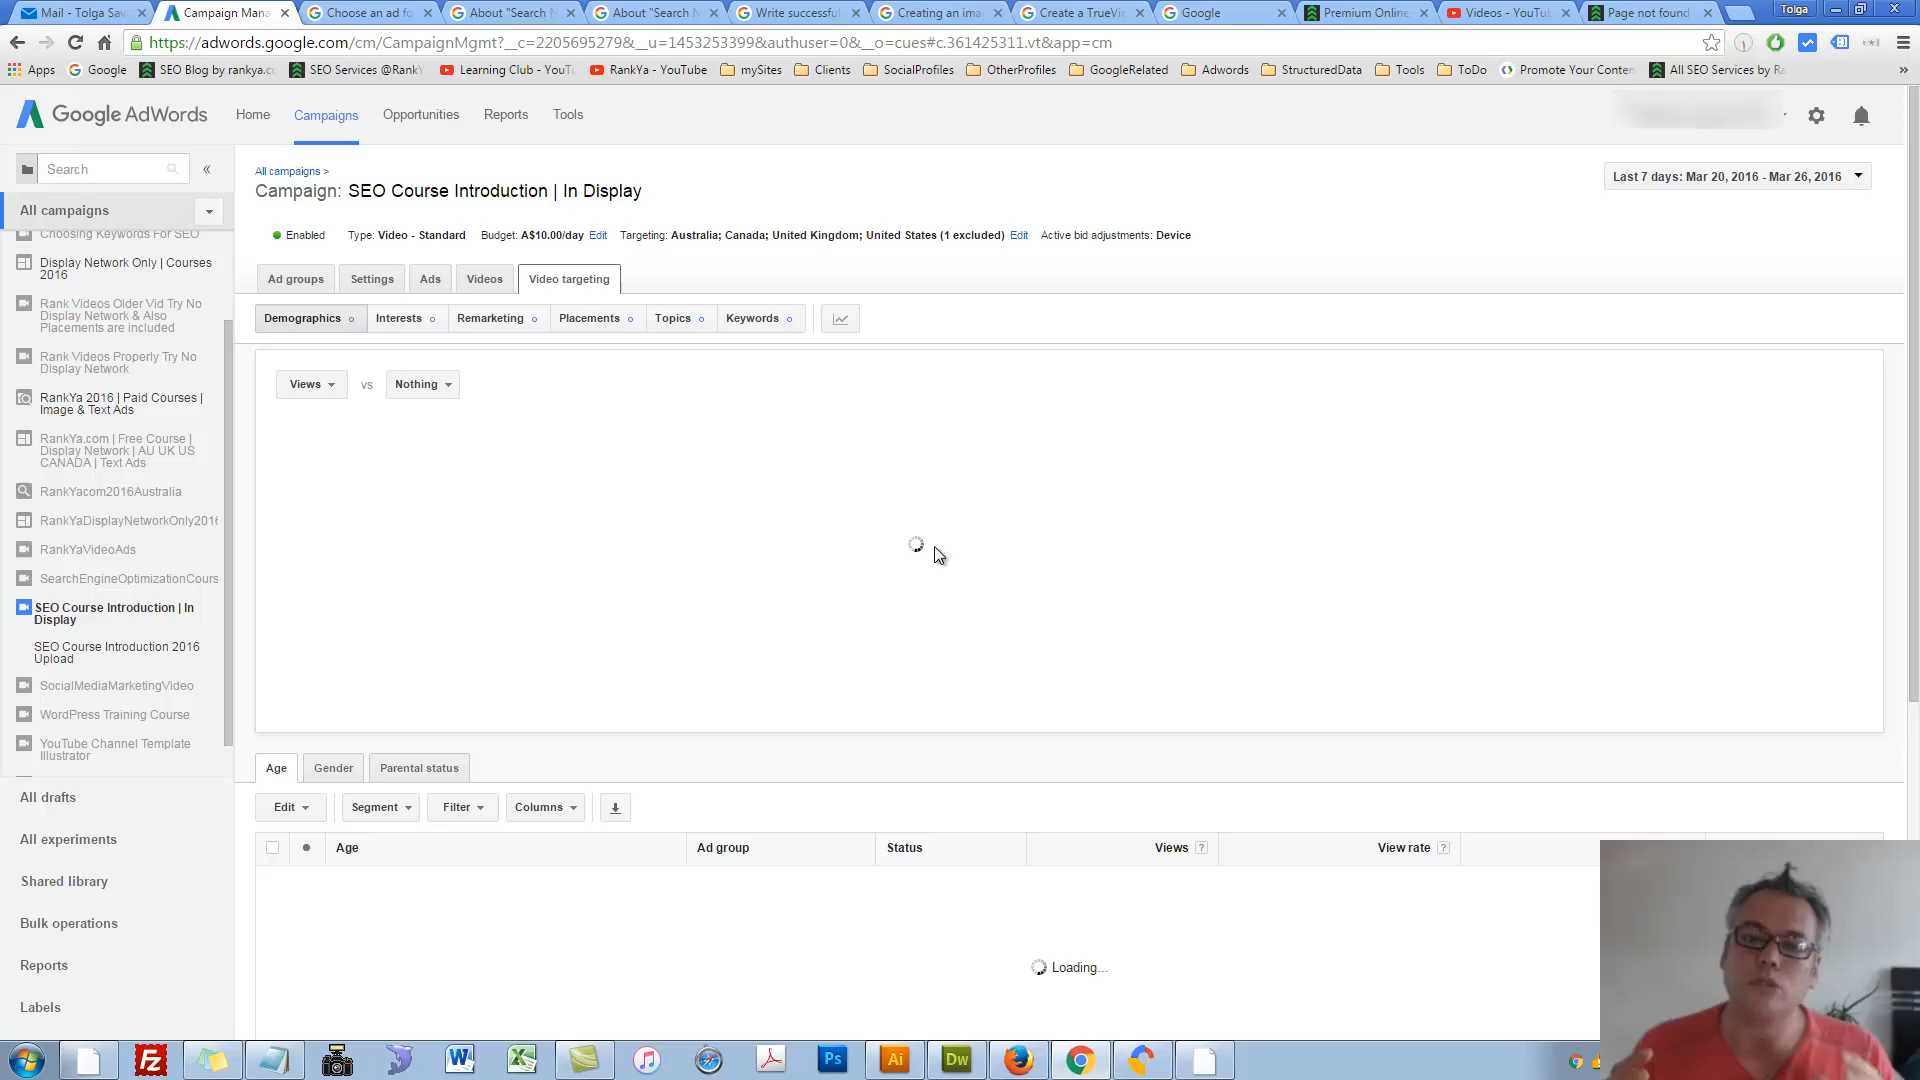 Mail - Tolga Sav
Campaign Mana
Choose an ad fo
About "Search N
About "Search N
Write successful
Creating an ima
Create a TrueVi
Google
Premium Online
Videos - YouTub
Page not found
Tolga
https://adwords.google.com/cm/CampaignMgmt?__c=2205695279&__u=1453253399&authuser=0&__o=cues#c.361425311.vt&app=cm
Apps
Google
SEO Blog by rankya.co
SEO Services @RankY
Learning Club - YouTu
RankYa - YouTube
mySites
Clients
SocialProfiles
OtherProfiles
GoogleRelated
Adwords
StructuredData
Tools
ToDo
Promote Your Conten
All SEO Services by Ra
»
Google AdWords
Home
Campaigns
Opportunities
Reports
Tools
Search
«
All campaigns
Choosing Keywords For SEO
Display Network Only | Courses
2016
Rank Videos Older Vid Try No
Display Network & Also
Placements are included
Rank Videos Properly Try No
Display Network
RankYa 2016 | Paid Courses |
Image & Text Ads
RankYa.com | Free Course |
Display Network | AU UK US
CANADA | Text Ads
RankYacom2016Australia
RankYaDisplayNetworkOnly2016
RankYaVideoAds
SearchEngineOptimizationCours
SEO Course Introduction | In
Display
SEO Course Introduction 2016
Upload
SocialMediaMarketingVideo
WordPress Training Course
YouTube Channel Template
Illustrator
All drafts
All experiments
Shared library
Bulk operations
Reports
Labels
All campaigns >
Campaign: SEO Course Introduction | In Display
Last 7 days: Mar 20, 2016 - Mar 26, 2016
Enabled Type: Video - Standard Budget: A$10.00/day Edit Targeting: Australia; Canada; United Kingdom; United States (1 excluded) Edit Active bid adjustments: Device
Ad groups
Settings
Ads
Videos
Video targeting
Demographics
Interests
Remarketing
Placements
Topics
Keywords
Views
vs
Nothing
Age
Gender
Parental status
Edit
Segment
Filter
Columns
Age
Ad group
Status
Views ?
View rate ?
Loading...
Fz
W
X
Ps
Ai
Dw